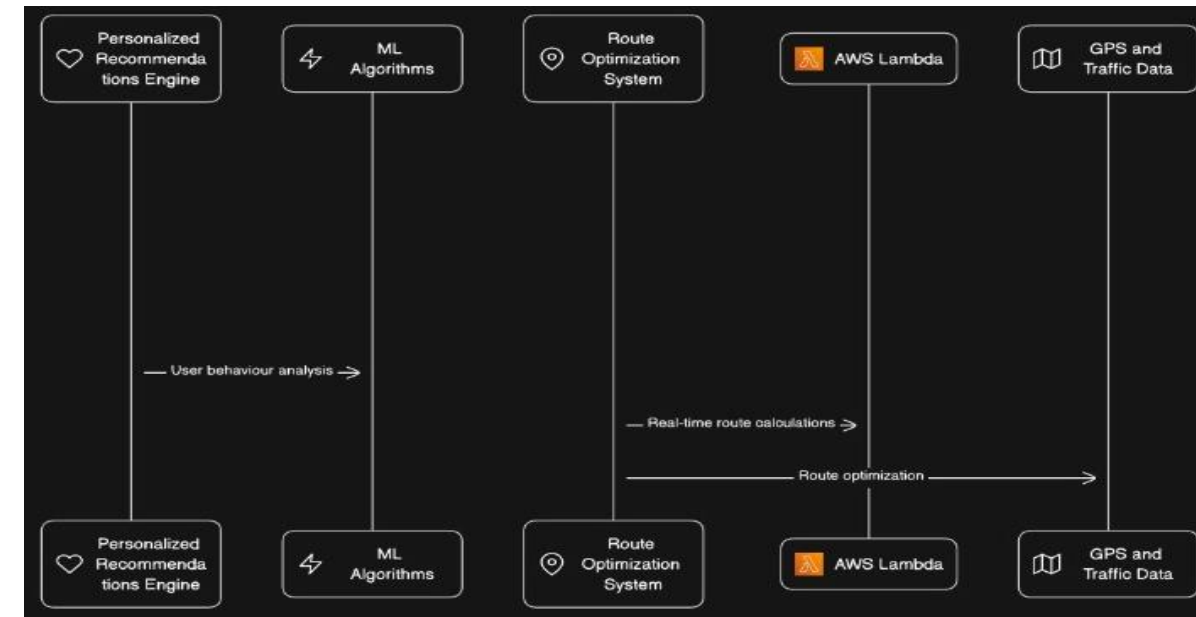 Personalized
Recommenda
tions Engine
ML
Algorithms
Route
Optimization
System
AWS Lambda
GPS and
Traffic Data
User behaviour analysis
Real-time route calculations
Route optimization
Personalized
Recommenda
tions Engine
ML
Algorithms
Route
Optimization
System
AWS Lambda
GPS and
Traffic Data